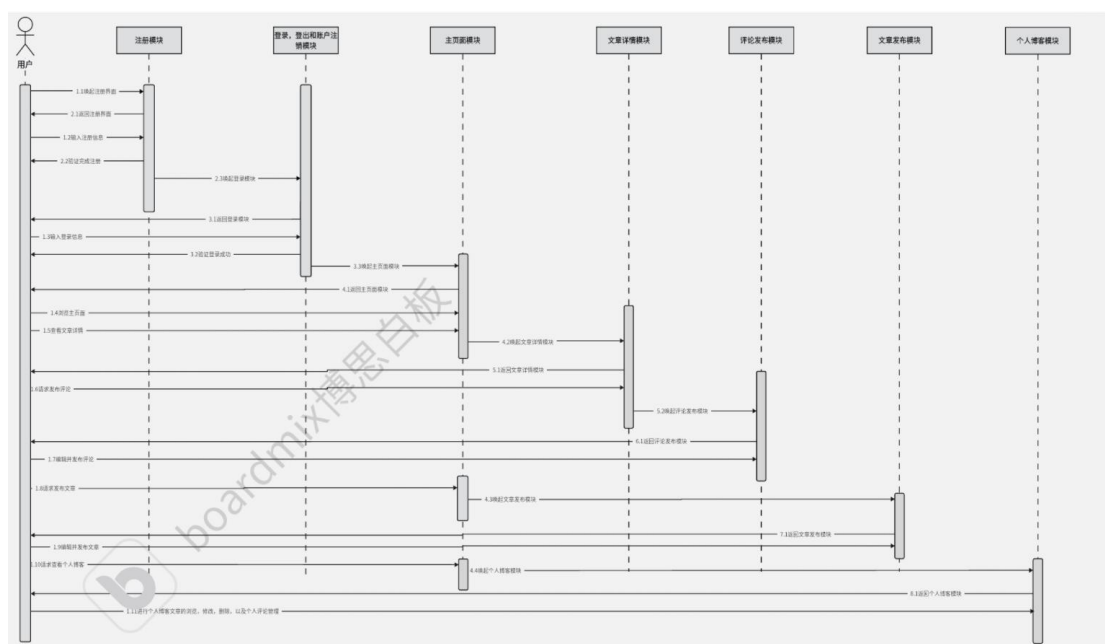 用户
注册模块
登录、登出和账户注
销模块
主页面模块
文章详情模块
评论发布模块
文章发布模块
个人博客模块
1.1唤起注册界面
2.1返回注册界面
1.2输入注册信息
2.2验证完成注册
2.3唤起登录模块
3.1返回登录模块
1.3输入登录信息
3.2验证登录成功
3.3唤起主页面模块
4.1返回主页面模块
1.4浏览主页面
1.5查看文章详情
4.2唤起文章详情模块
5.1返回文章详情模块
1.6请求发布评论
5.2唤起评论发布模块
6.1返回评论发布模块
1.7编辑并发布评论
1.8请求发布文章
4.3唤起文章发布模块
7.1返回文章发布模块
1.9编辑并发布文章
1.10请求查看个人博客
4.4唤起个人博客模块
8.1返回个人博客模块
1.11进行个人博客文章的浏览、修改、删除、以及个人评论管理
boardmix博思白板